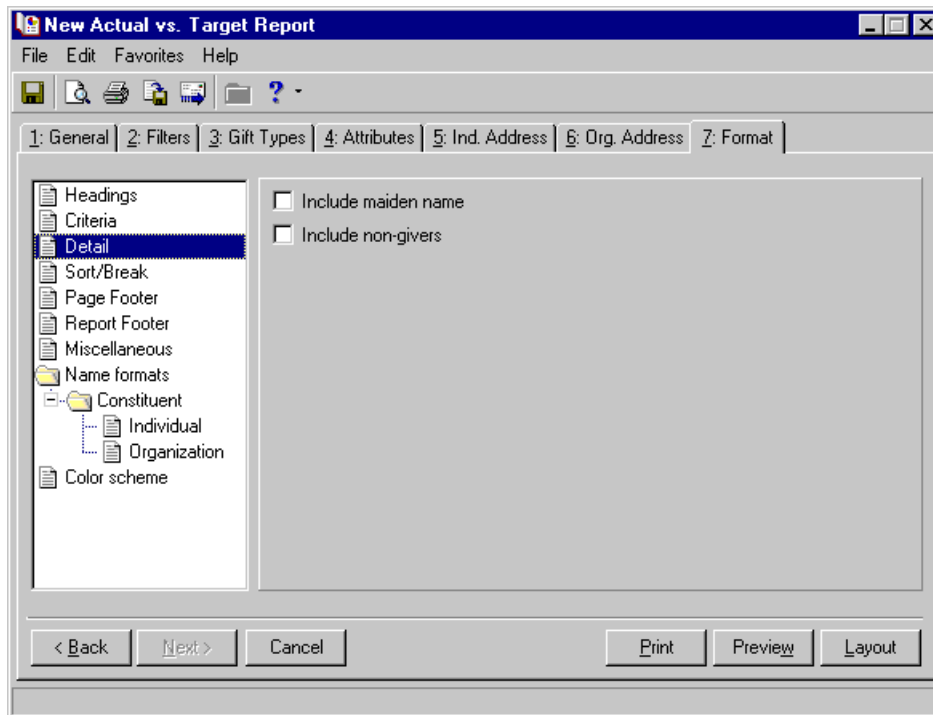 New Actual vs. Target Report
File Edit Favorites Help
?
1: General 2: Filters 3: Gift Types 4: Attributes 5: Ind. Address 6: Org. Address 7: Format
Headings
Include maiden name
Criteria
Include non-givers
Detail
Sort/Break
Page Footer
Report Footer
Miscellaneous
Name formats
Constituent
Individual
Organization
Color scheme
< Back Next > Cancel Print Preview Layout